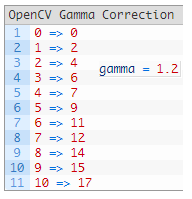 OpenCV Gamma Correction
1 0 => 0
2 1 => 2
3 2 => 4
gamma = 1.2
4 3 => 6
5 4 => 7
6 5 => 9
7 6 => 11
8 7 => 12
9 8 => 14
10 9 => 15
11 10 => 17